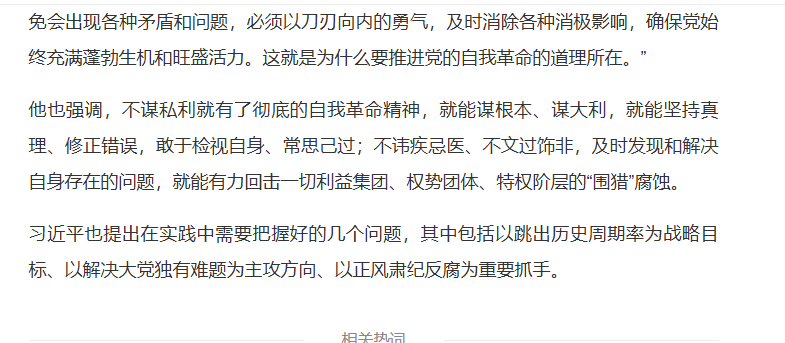 免会出现各种矛盾和问题，必须以刀刃向内的勇气，及时消除各种消极影响，确保党始
终充满蓬勃生机和旺盛活力。这就是为什么要推进党的自我革命的道理所在。”
他也强调，不谋私利就有了彻底的自我革命精神，就能谋根本、谋大利，就能坚持真
理、修正错误，敢于检视自身、常思己过；不讳疾忌医、不文过饰非，及时发现和解决
自身存在的问题，就能有力回击一切利益集团、权势团体、特权阶层的“围猎”腐蚀。
习近平也提出在实践中需要把握好的几个问题，其中包括以跳出历史周期率为战略目
标、以解决大党独有难题为主攻方向、以正风肃纪反腐为重要抓手。
相关热词